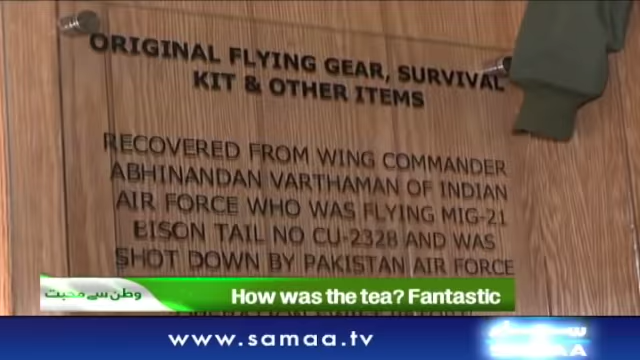 ORIGINAL FLYING GEAR, SURVIVAL
KIT & OTHER ITEMS
RECOVERED FROM WING COMMANDER
ABHINANDAN VARTHAMAN OF INDIAN
AIR FORCE WHO WAS FLYING MIG-21
BISON TAIL NO CU-2328 AND WAS
SHOT DOWN BY PAKISTAN AIR FORCE
وطن سے محبت
How was the tea? Fantastic
www.samaa.tv
SAMAA